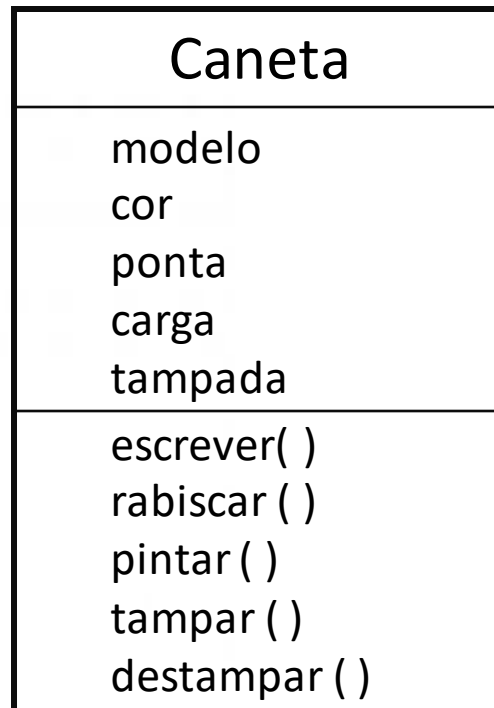 Caneta
modelo
cor
ponta
carga
tampada
escrever( )
rabiscar ( )
pintar ( )
tampar ( )
destampar ( )